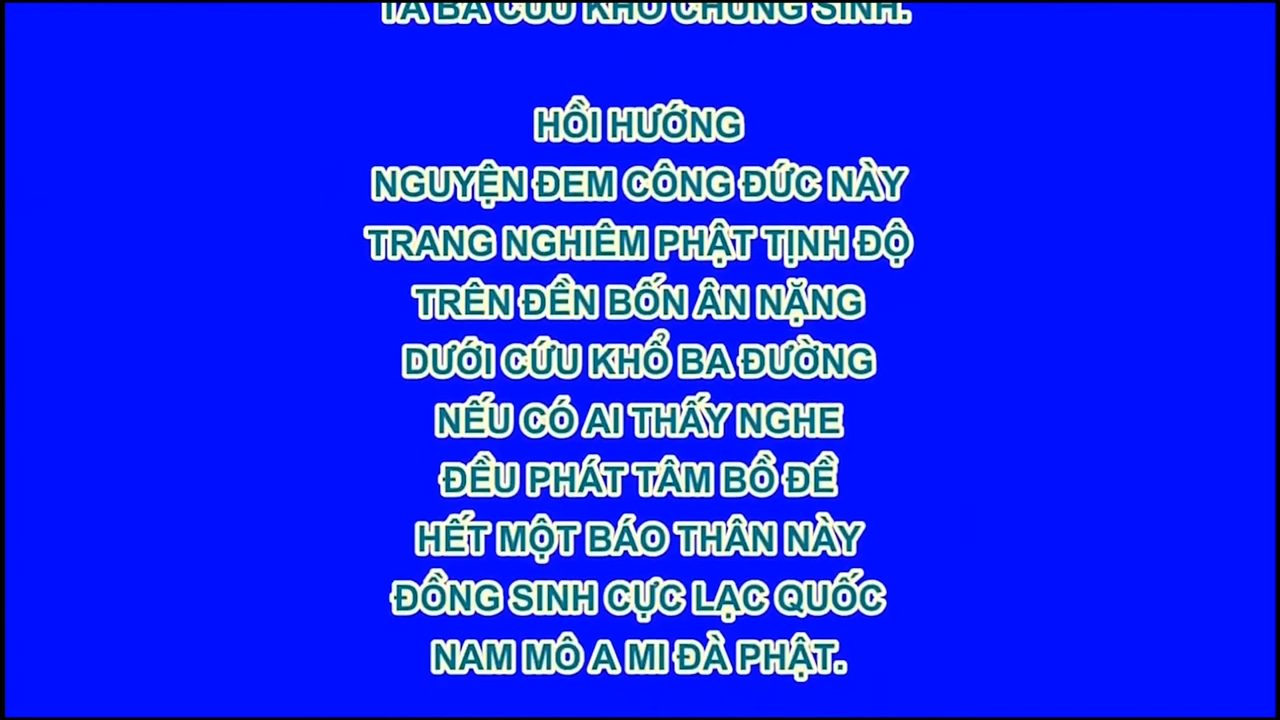 TA BA CỨU KHỔ CHÚNG SINH.
HỒI HƯỚNG
NGUYỆN ĐEM CÔNG ĐỨC NÀY
TRANG NGHIÊM PHẬT TỊNH ĐỘ
TRÊN ĐỀN BỐN ÂN NẶNG
DƯỚI CỨU KHỔ BA ĐƯỜNG
NẾU CÓ AI THẤY NGHE
ĐỀU PHÁT TÂM BỒ ĐỀ
HẾT MỘT BÁO THÂN NÀY
ĐỒNG SINH CỰC LẠC QUỐC
NAM MÔ A MI ĐÀ PHẬT.